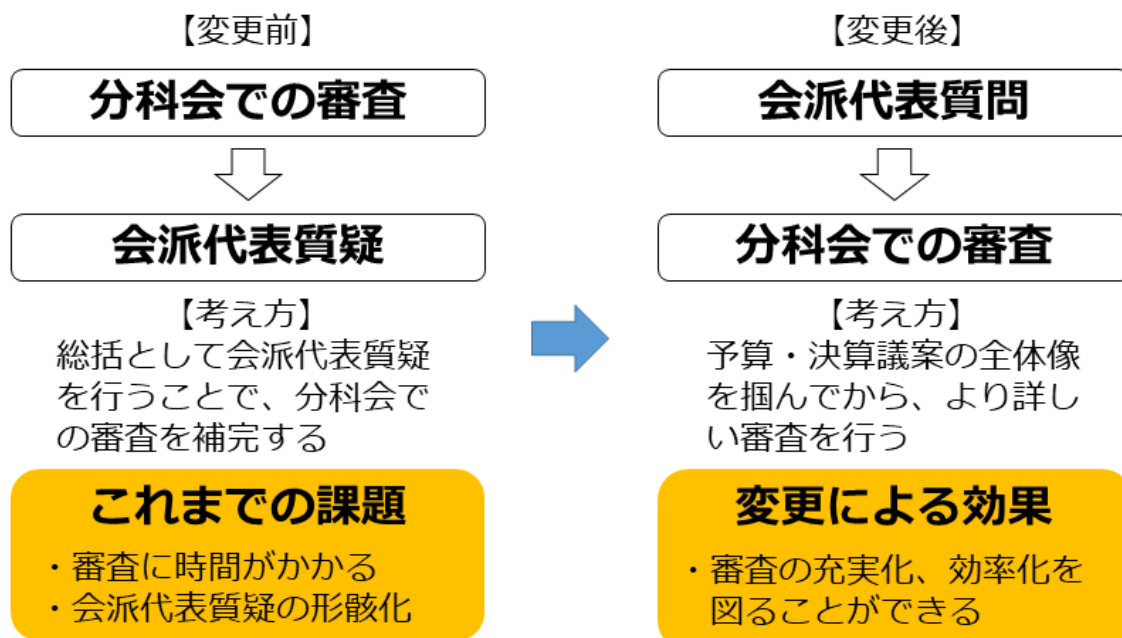 【変更前】
分科会での審査
会派代表質疑
【考え方】
総括として会派代表質疑
を行うことで、分科会で
の審査を補完する
これまでの課題
・審査に時間がかかる
・会派代表質疑の形骸化
【変更後】
会派代表質問
分科会での審査
【考え方】
予算・決算議案の全体像
を掴んでから、より詳し
い審査を行う
変更による効果
・審査の充実化、効率化を
図ることができる